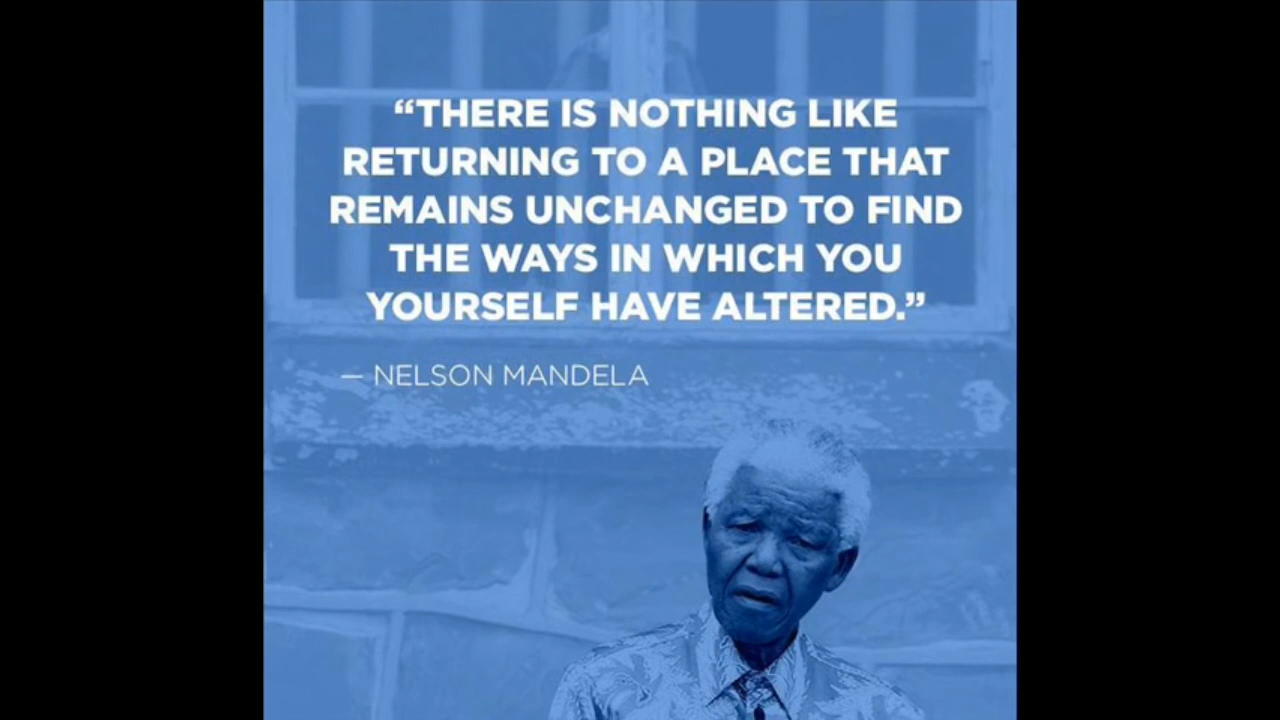 “THERE IS NOTHING LIKE
RETURNING TO A PLACE THAT
REMAINS UNCHANGED TO FIND
THE WAYS IN WHICH YOU
YOURSELF HAVE ALTERED.”
— NELSON MANDELA